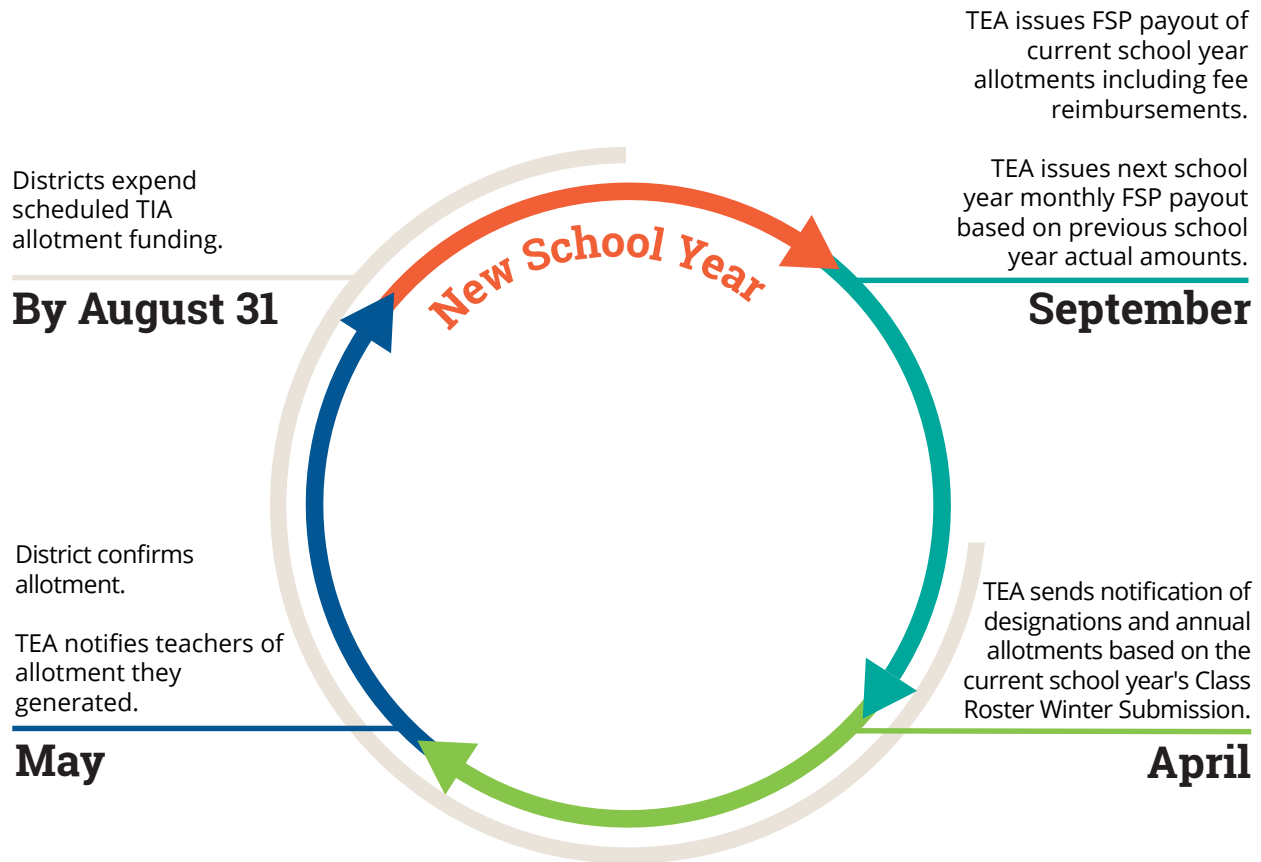 TEA issues FSP payout of
current school year
allotments including fee
reimbursements.
TEA issues next school
year monthly FSP payout
based on previous school
year actual amounts.
September
Districts expend
scheduled TIA
allotment funding.
By August 31
New School Year
District confirms
allotment.
TEA notifies teachers of
allotment they
generated.
May
TEA sends notification of
designations and annual
allotments based on the
current school year's Class
Roster Winter Submission.
April